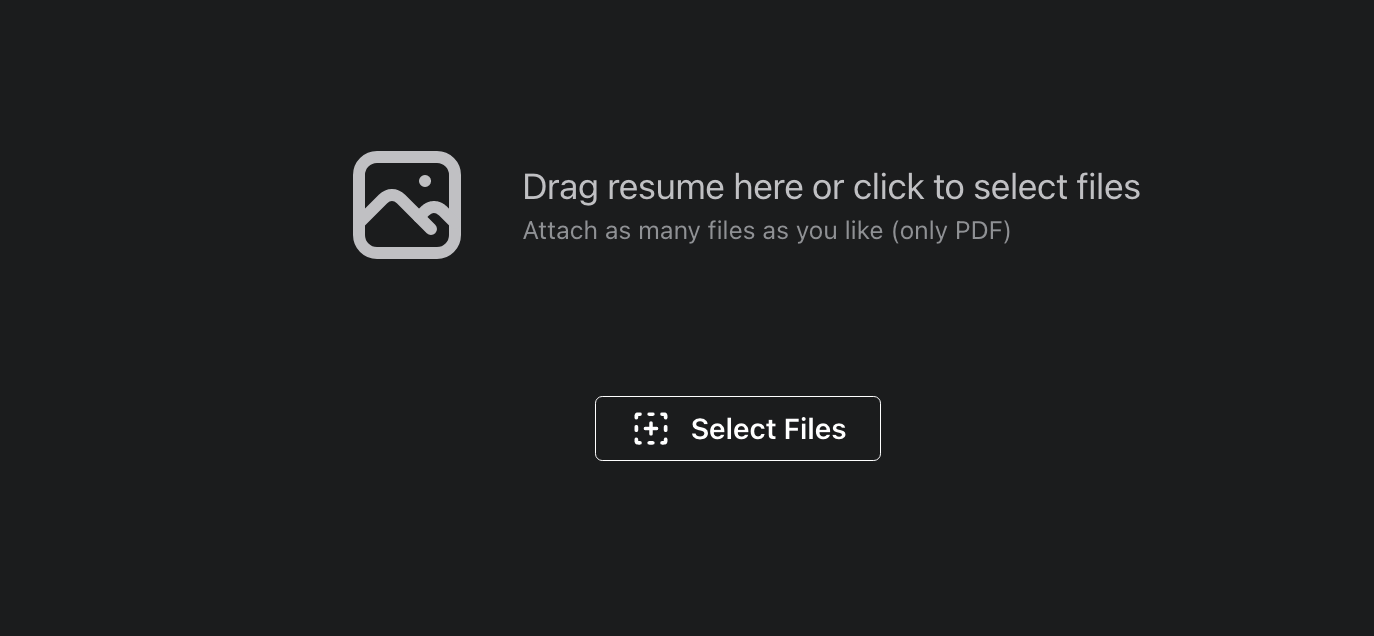 Drag resume here or click to select files
Attach as many files as you like (only PDF)
Select Files